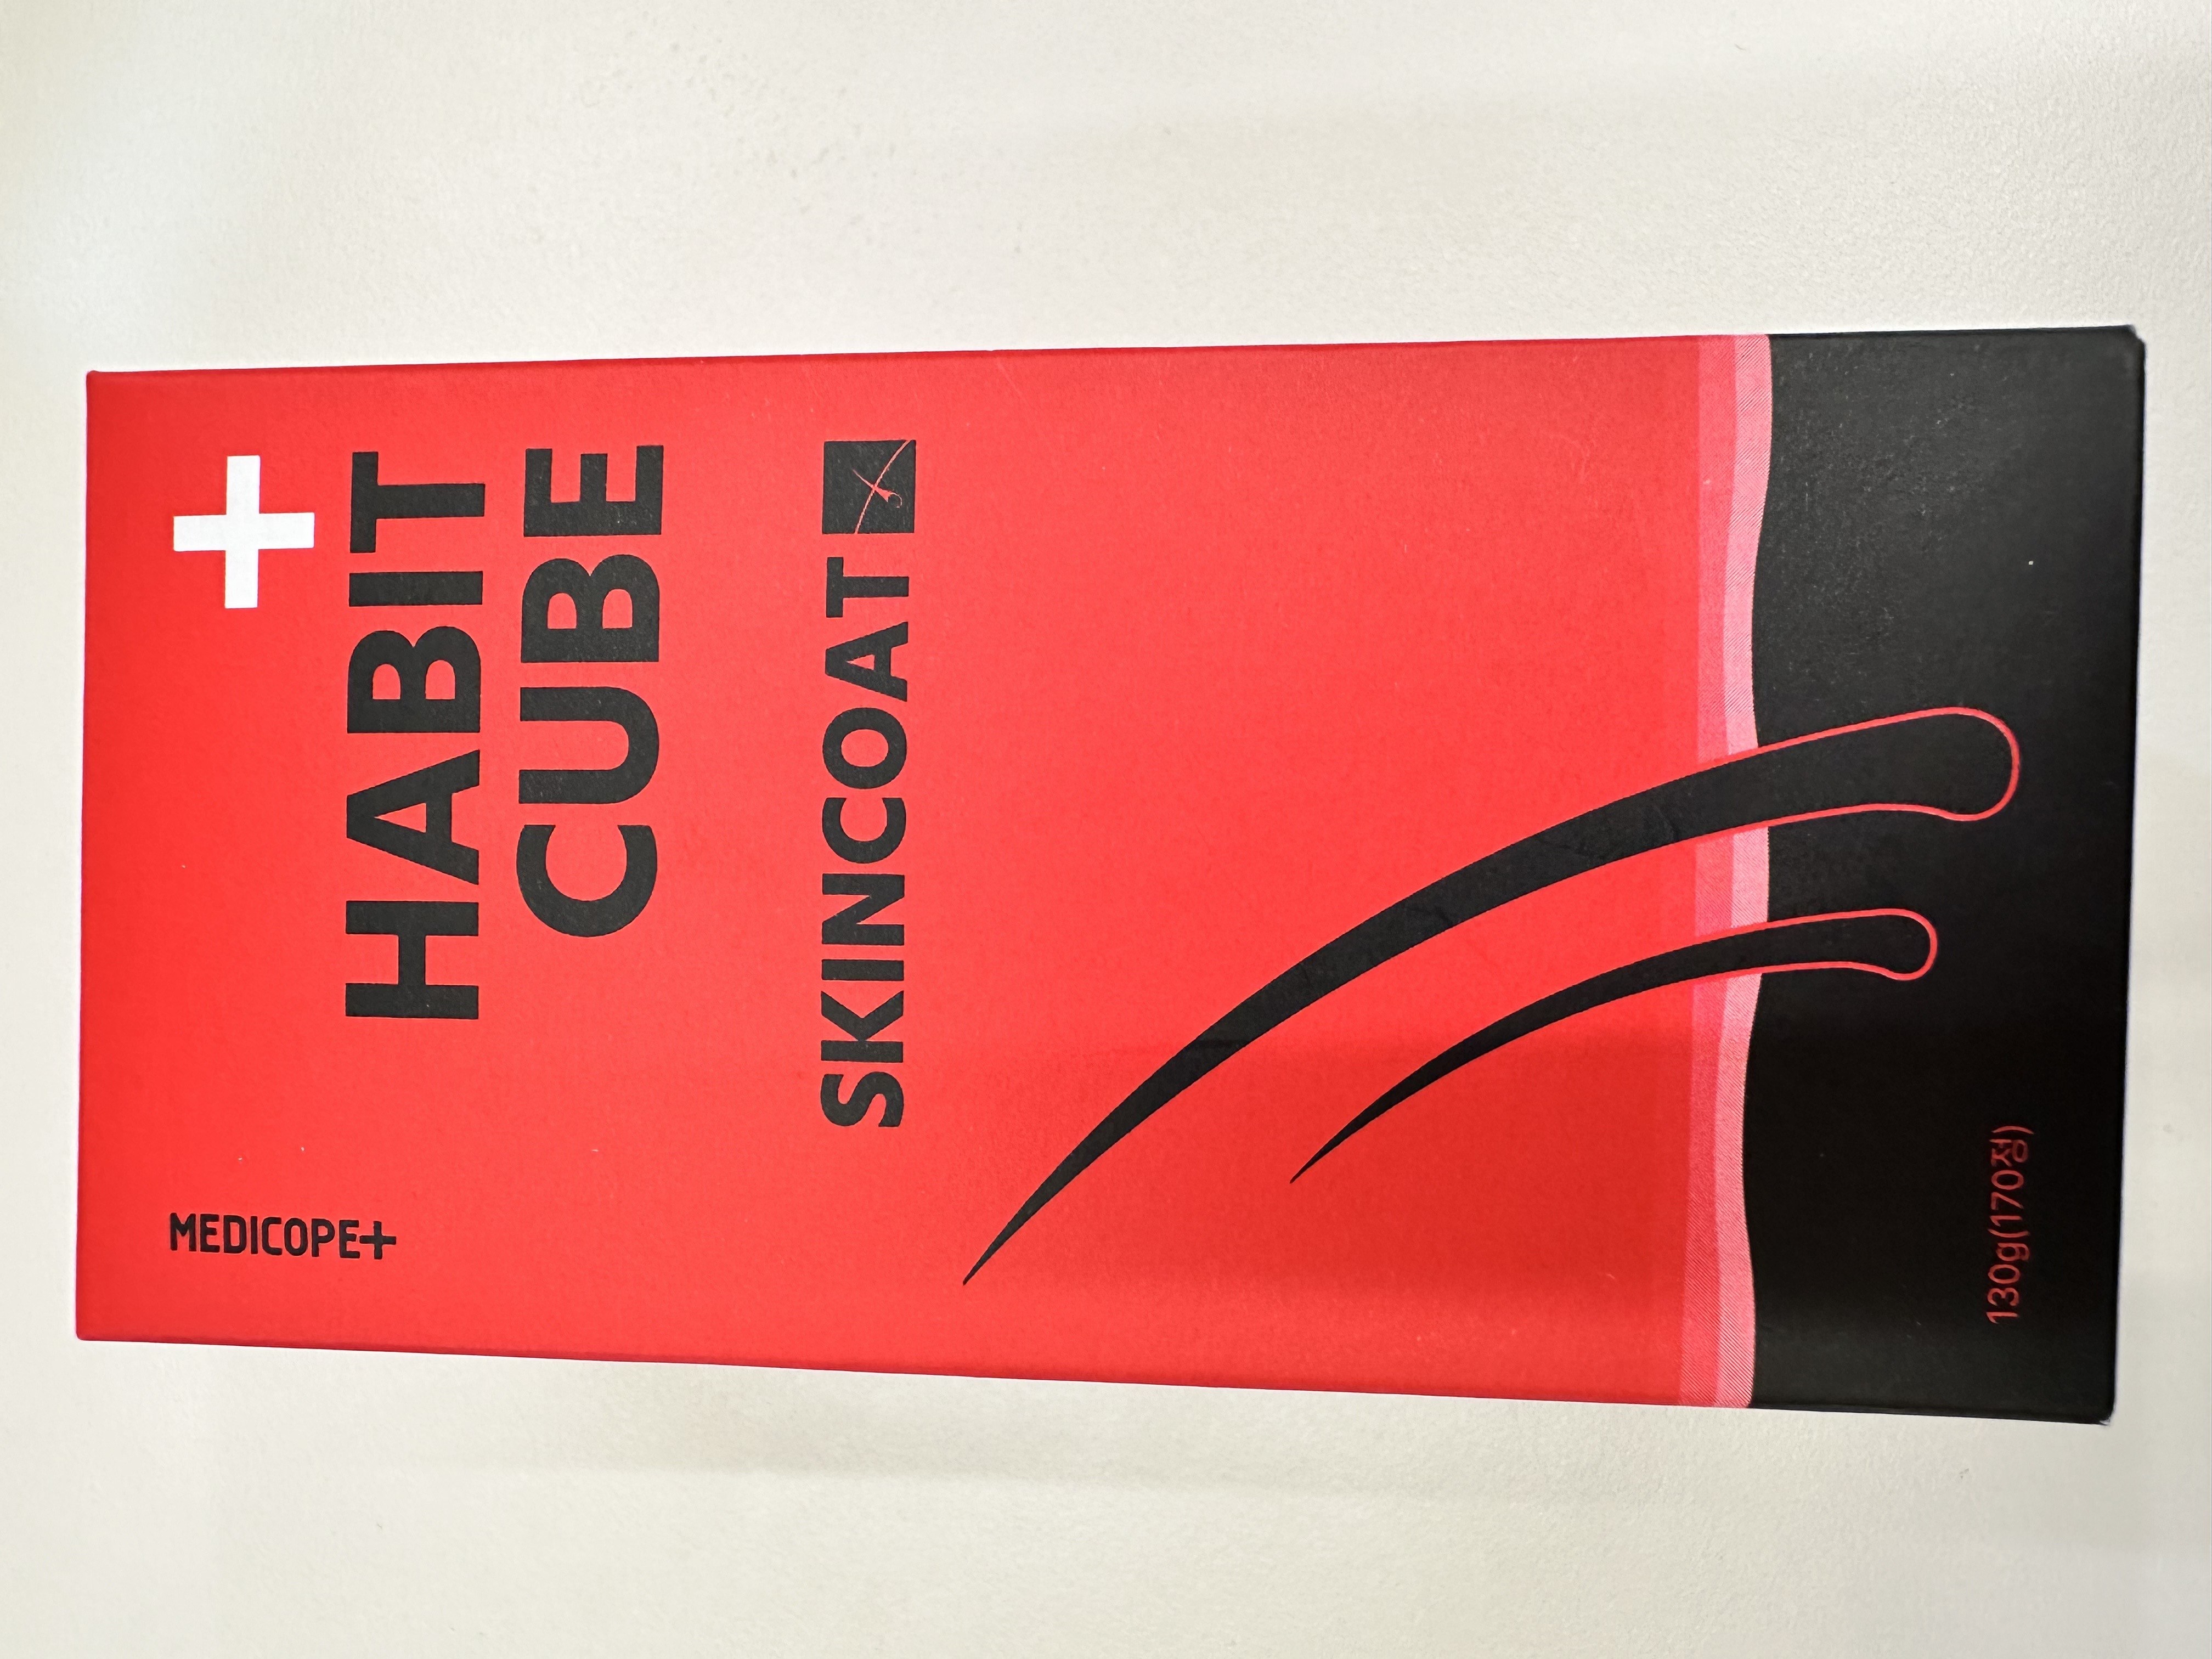 MEDICOPE+
HABIT
CUBE
SKINCOAT
130g(170정)